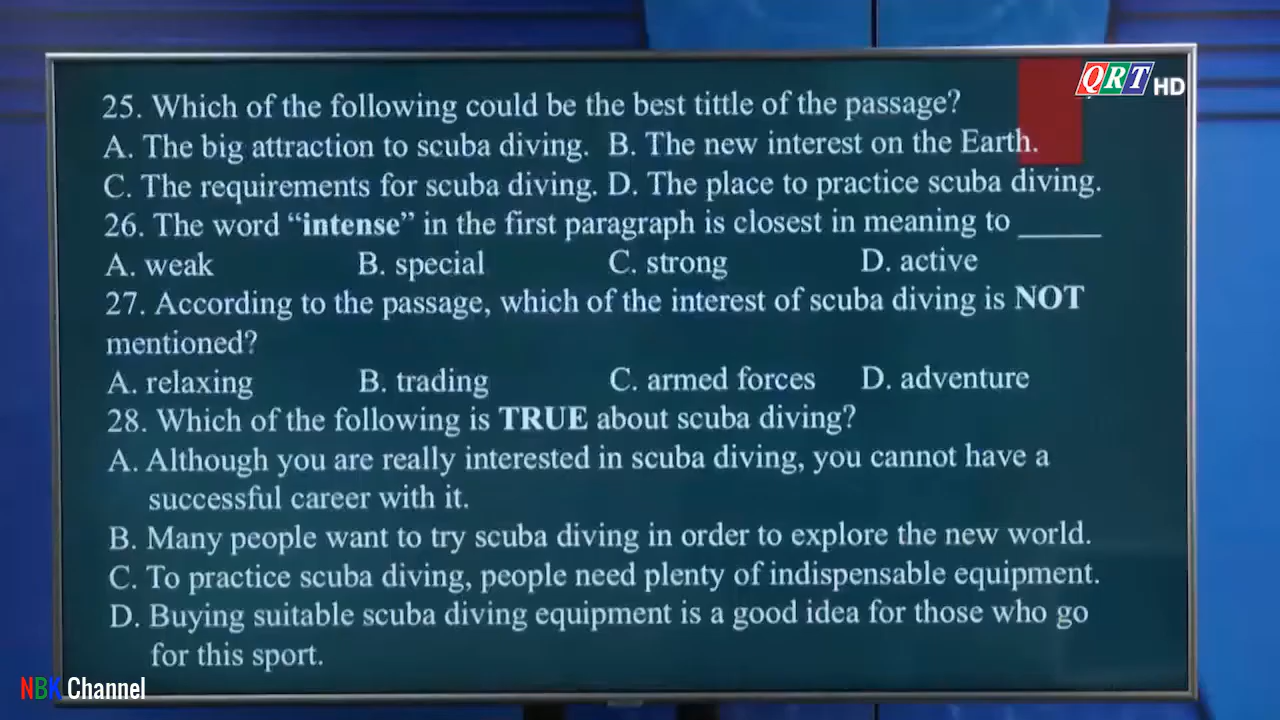 QRT HD
25. Which of the following could be the best tittle of the passage?
A. The big attraction to scuba diving. B. The new interest on the Earth.
C. The requirements for scuba diving. D. The place to practice scuba diving.
26. The word “intense” in the first paragraph is closest in meaning to _____
A. weak B. special C. strong D. active
27. According to the passage, which of the interest of scuba diving is NOT
mentioned?
A. relaxing B. trading C. armed forces D. adventure
28. Which of the following is TRUE about scuba diving?
A. Although you are really interested in scuba diving, you cannot have a
successful career with it.
B. Many people want to try scuba diving in order to explore the new world.
C. To practice scuba diving, people need plenty of indispensable equipment.
D. Buying suitable scuba diving equipment is a good idea for those who go
for this sport.
NBK Channel